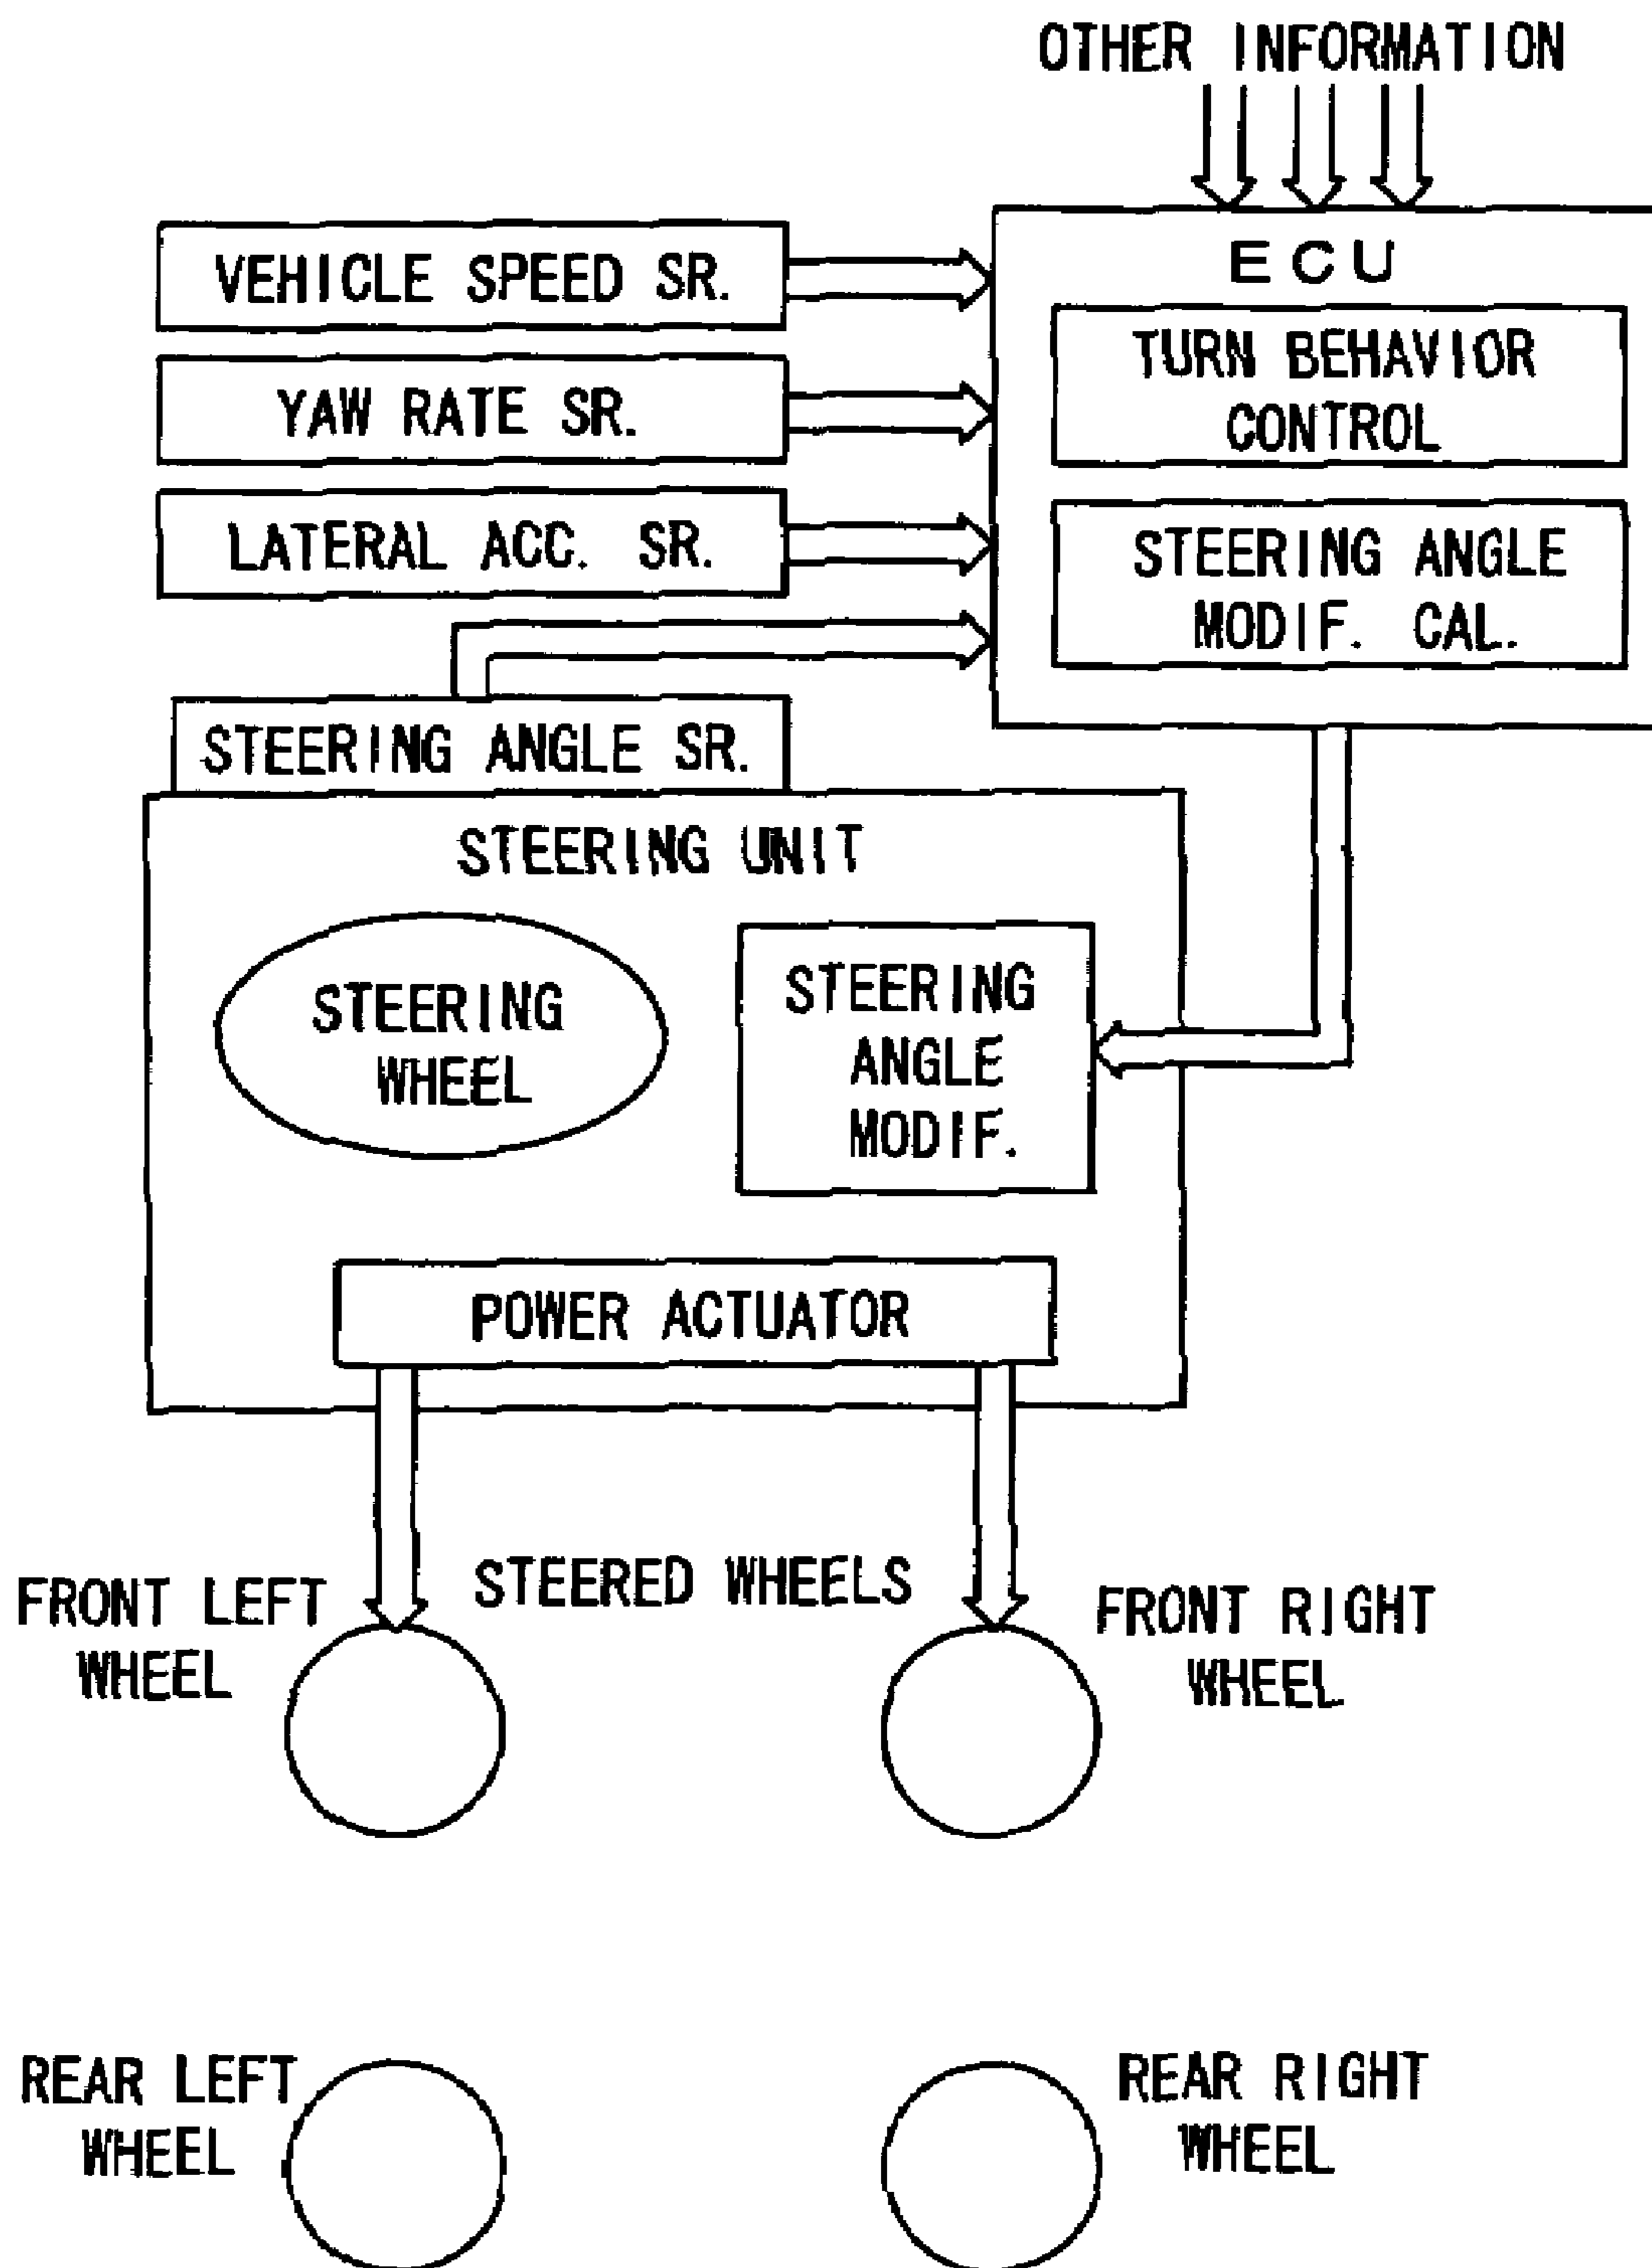 OTHER INFORMATION
VEHICLE SPEED SR.
YAW RATE SR.
LATERAL ACC. SR.
ECU
TURN BEHAVIOR
CONTROL
STEERING ANGLE
MODIF. CAL.
STEERING ANGLE SR.
STEERING UNIT
STEERING
WHEEL
STEERING
ANGLE
MODIF.
POWER ACTUATOR
FRONT LEFT
WHEEL
STEERED WHEELS
FRONT RIGHT
WHEEL
REAR LEFT
WHEEL
REAR RIGHT
WHEEL